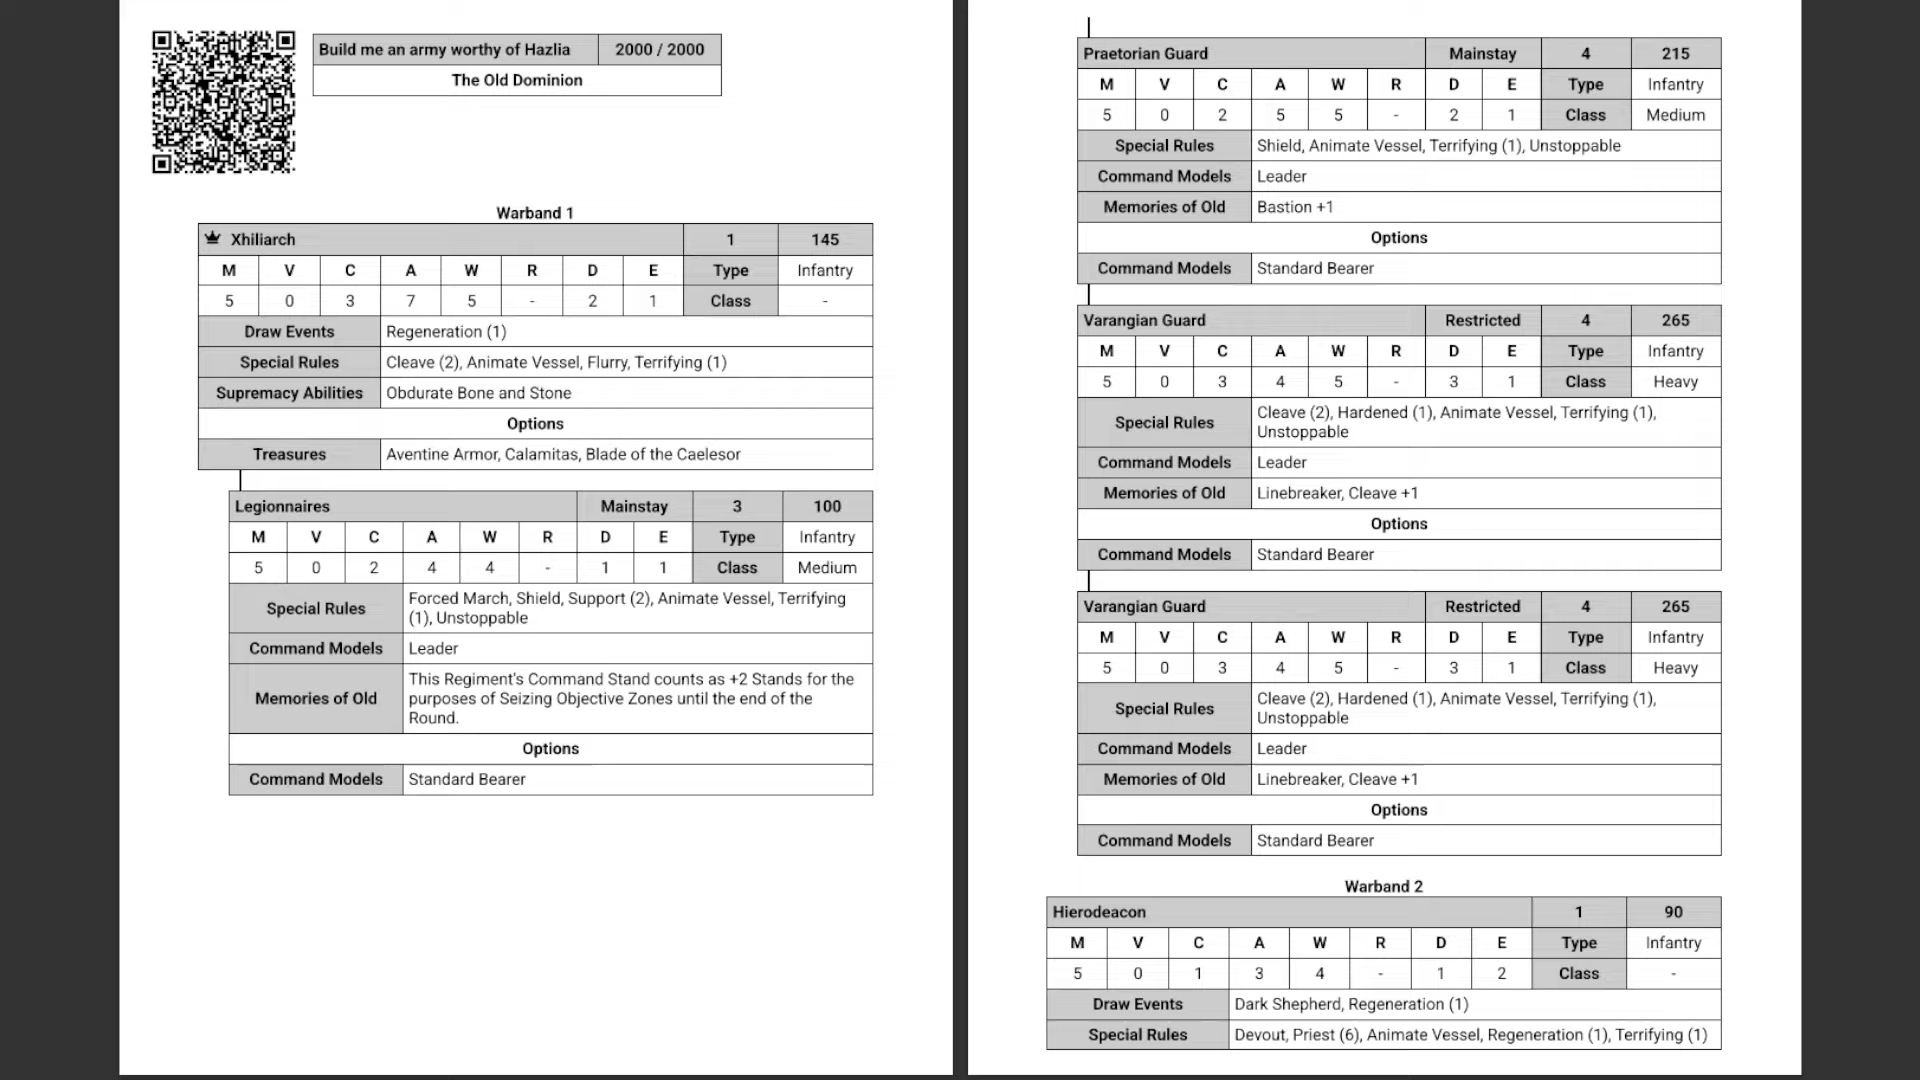 Build me an army worthy of Hazlia 2000 / 2000
The Old Dominion
Warband 1
Xhiliarch 1 145
M V C A W R D E Type Infantry
5 0 3 7 5 - 2 1 Class -
Draw Events Regeneration (1)
Special Rules Cleave (2), Animate Vessel, Flurry, Terrifying (1)
Supremacy Abilities Obdurate Bone and Stone
Options
Treasures Aventine Armor, Calamitas, Blade of the Caelesor
Legionnaires Mainstay 3 100
M V C A W R D E Type Infantry
5 0 2 4 4 - 1 1 Class Medium
Special Rules Forced March, Shield, Support (2), Animate Vessel, Terrifying
(1), Unstoppable
Command Models Leader
Memories of Old This Regiment's Command Stand counts as +2 Stands for the
purposes of Seizing Objective Zones until the end of the
Round.
Options
Command Models Standard Bearer
Praetorian Guard Mainstay 4 215
M V C A W R D E Type Infantry
5 0 2 5 5 - 2 1 Class Medium
Special Rules Shield, Animate Vessel, Terrifying (1), Unstoppable
Command Models Leader
Memories of Old Bastion +1
Options
Command Models Standard Bearer
Varangian Guard Restricted 4 265
M V C A W R D E Type Infantry
5 0 3 4 5 - 3 1 Class Heavy
Special Rules Cleave (2), Hardened (1), Animate Vessel, Terrifying (1),
Unstoppable
Command Models Leader
Memories of Old Linebreaker, Cleave +1
Options
Command Models Standard Bearer
Varangian Guard Restricted 4 265
M V C A W R D E Type Infantry
5 0 3 4 5 - 3 1 Class Heavy
Special Rules Cleave (2), Hardened (1), Animate Vessel, Terrifying (1),
Unstoppable
Command Models Leader
Memories of Old Linebreaker, Cleave +1
Options
Command Models Standard Bearer
Warband 2
Hierodeacon 1 90
M V C A W R D E Type Infantry
5 0 1 3 4 - 1 2 Class -
Draw Events Dark Shepherd, Regeneration (1)
Special Rules Devout, Priest (6), Animate Vessel, Regeneration (1), Terrifying (1)